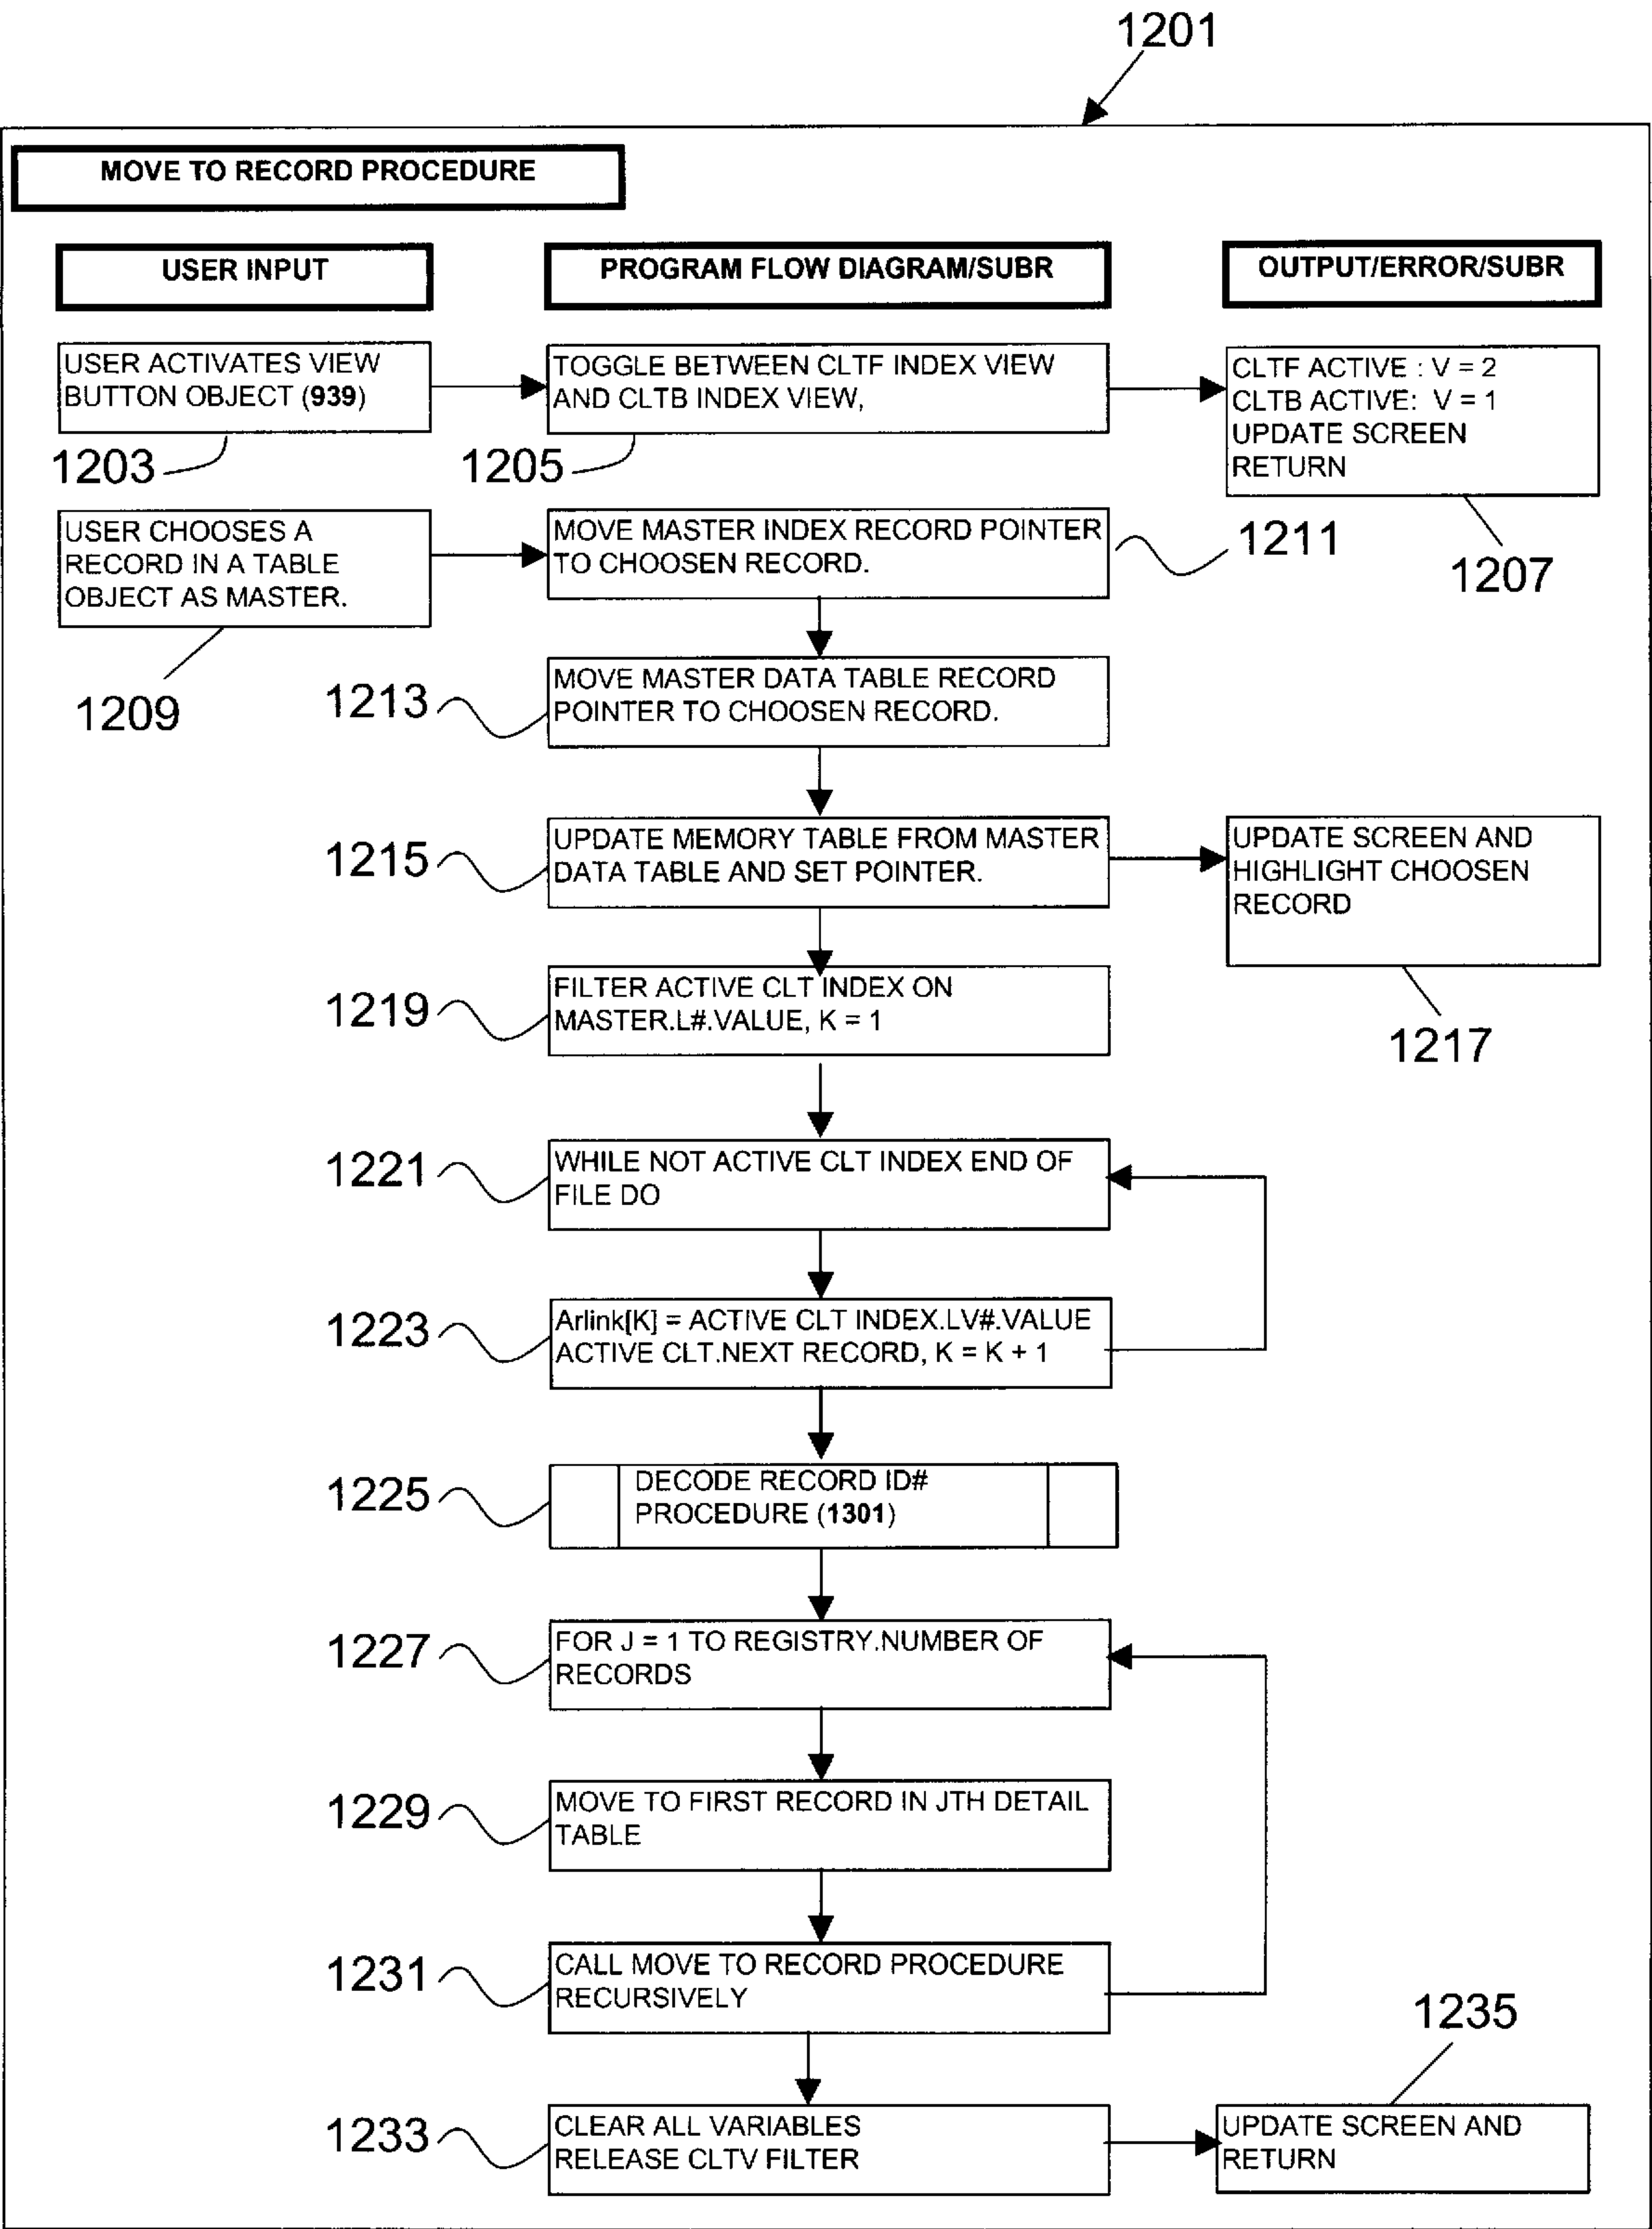 1201
MOVE TO RECORD PROCEDURE
USER INPUT
PROGRAM FLOW DIAGRAM/SUBR
OUTPUT/ERROR/SUBR
USER ACTIVATES VIEW
BUTTON OBJECT (939)
1203
TOGGLE BETWEEN CLTF INDEX VIEW
AND CLTB INDEX VIEW,
1205
CLTF ACTIVE : V = 2
CLTB ACTIVE: V = 1
UPDATE SCREEN
RETURN
1207
USER CHOOSES A
RECORD IN A TABLE
OBJECT AS MASTER.
1209
MOVE MASTER INDEX RECORD POINTER
TO CHOOSEN RECORD.
1211
1213
MOVE MASTER DATA TABLE RECORD
POINTER TO CHOOSEN RECORD.
1215
UPDATE MEMORY TABLE FROM MASTER
DATA TABLE AND SET POINTER.
UPDATE SCREEN AND
HIGHLIGHT CHOOSEN
RECORD
1217
1219
FILTER ACTIVE CLT INDEX ON
MASTER.L#.VALUE, K = 1
1221
WHILE NOT ACTIVE CLT INDEX END OF
FILE DO
1223
Arlink[K] = ACTIVE CLT INDEX.LV#.VALUE
ACTIVE CLT.NEXT RECORD, K = K + 1
1225
DECODE RECORD ID#
PROCEDURE (1301)
1227
FOR J = 1 TO REGISTRY.NUMBER OF
RECORDS
1229
MOVE TO FIRST RECORD IN JTH DETAIL
TABLE
1231
CALL MOVE TO RECORD PROCEDURE
RECURSIVELY
1233
CLEAR ALL VARIABLES
RELEASE CLTV FILTER
1235
UPDATE SCREEN AND
RETURN